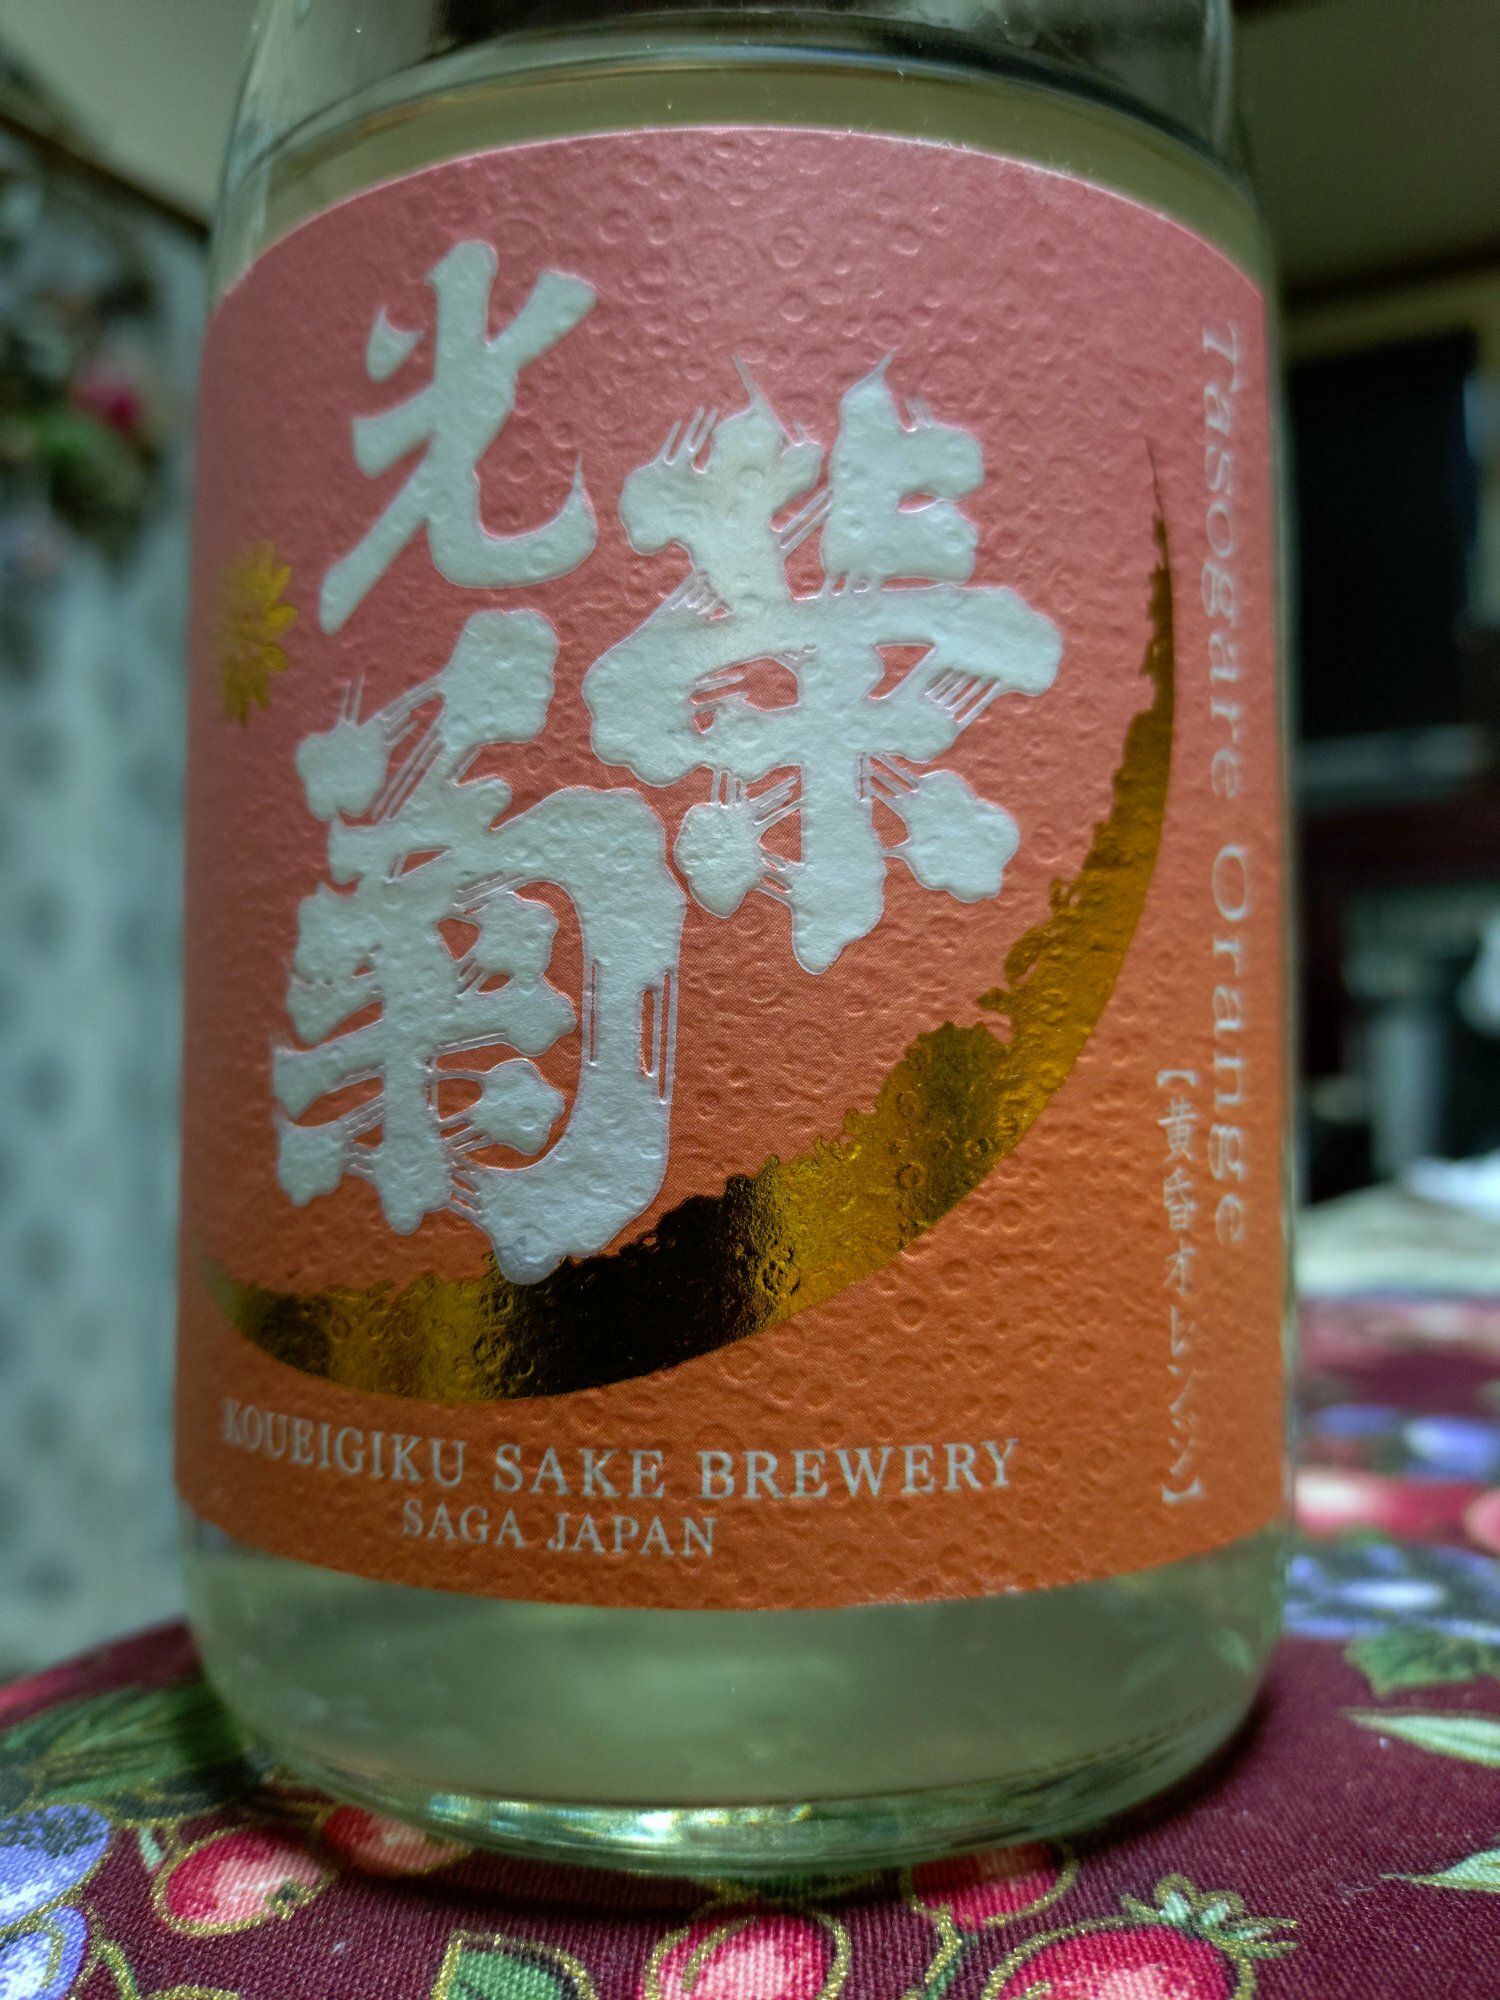 光栄菊
Tasogare Orange
【黄昏オレンジ】
KOUEIGIKU SAKE BREWERY
SAGA JAPAN